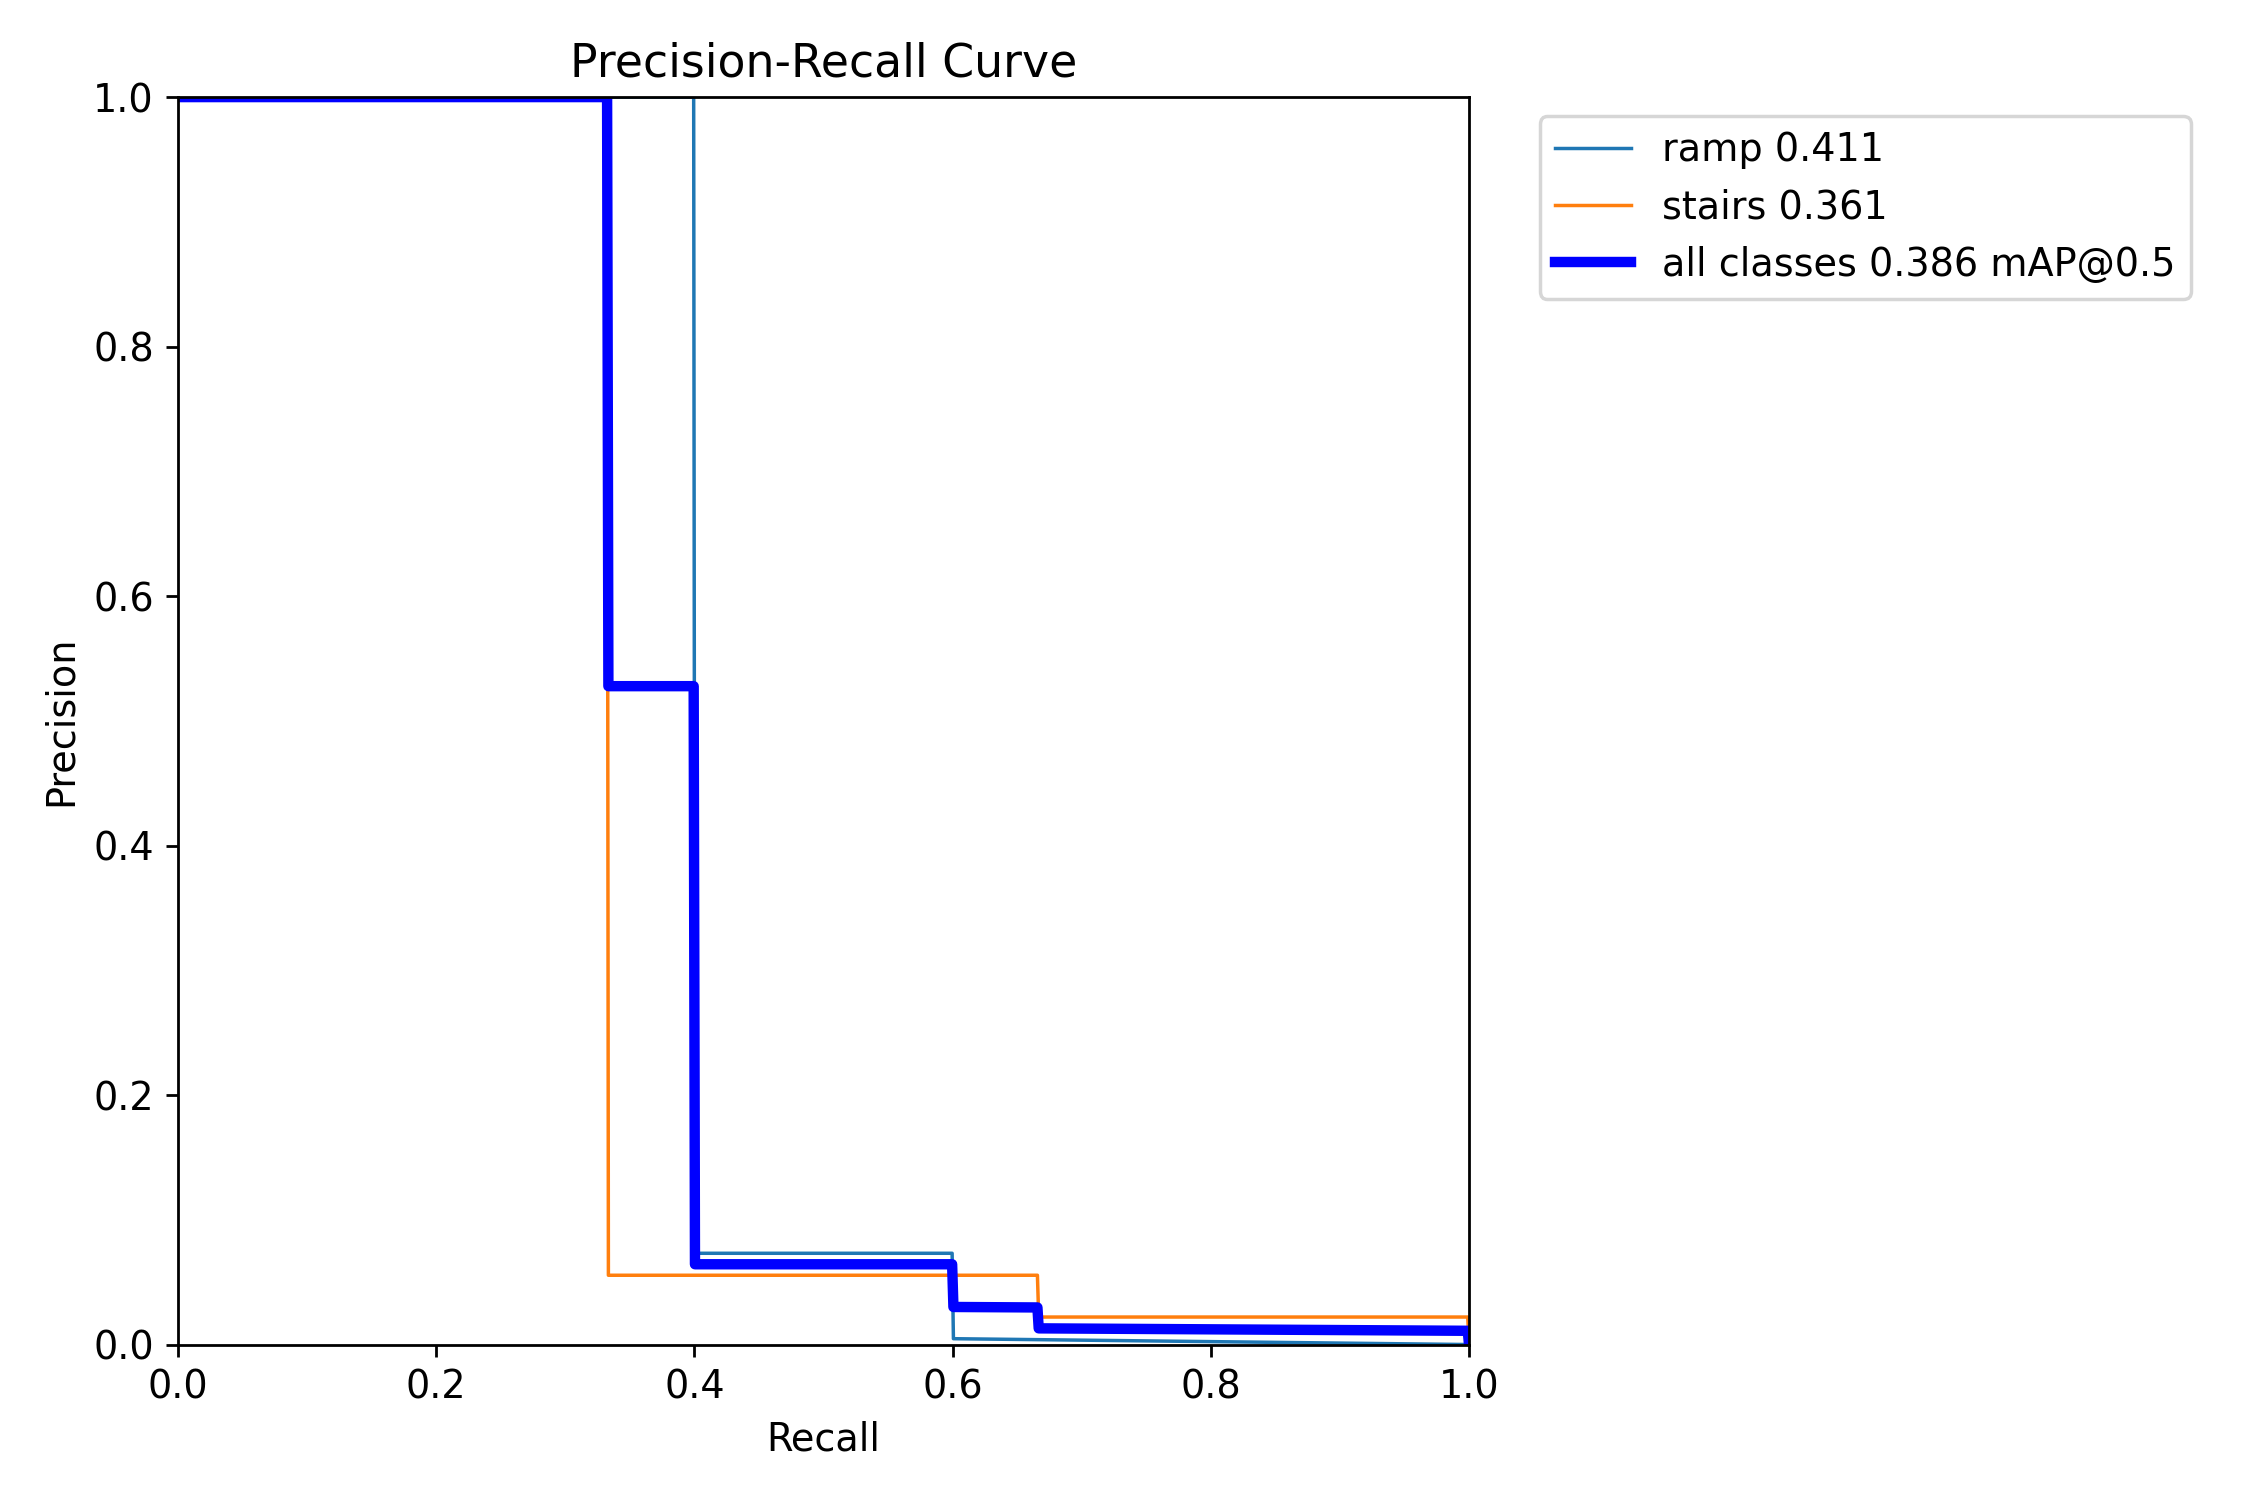 Precision-Recall Curve
1.0
0.8
0.6
0.4
0.2
0.0
Precision
0.0 0.2 0.4 0.6 0.8 1.0
Recall
ramp 0.411
stairs 0.361
all classes 0.386 mAP@0.5